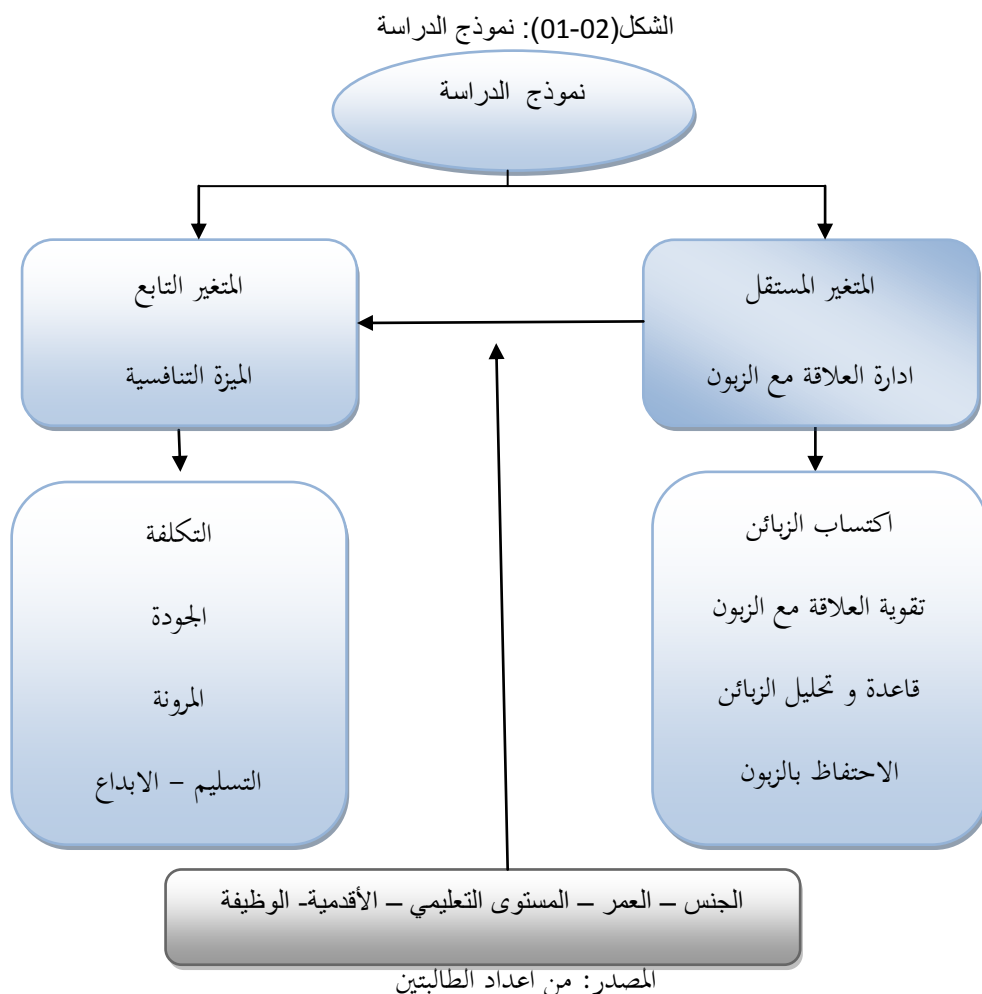 الشكل(02-01): نموذج الدراسة
نموذج الدراسة
المتغير المستقل
ادارة العلاقة مع الزبون
المتغير التابع
الميزة التنافسية
اكتساب الزبائن
تقوية العلاقة مع الزبون
قاعدة و تحليل الزبائن
الاحتفاظ بالزبون
التكلفة
الجودة
المرونة
التسليم – الابداع
الجنس – العمر – المستوى التعليمي – الأقدمية- الوظيفة
المصدر: من اعداد الطالبتين